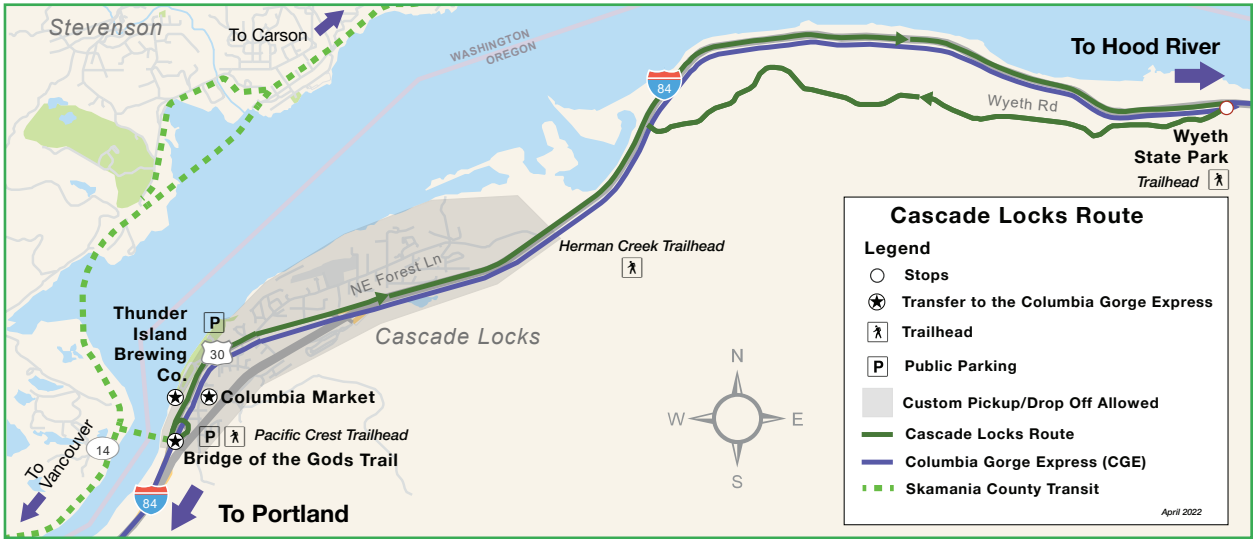 Stevenson
To Carson
WASHINGTON
OREGON
To Hood River
84
Wyeth Rd
Wyeth
State Park
Trailhead
Herman Creek Trailhead
NE Forest Ln
Cascade Locks
Thunder
Island
Brewing
Co.
P
30
Columbia Market
P
Pacific Crest Trailhead
Bridge of the Gods Trail
14
To
Vancouver
84
To Portland
N
W
E
S
Cascade Locks Route
Legend
Stops
Transfer to the Columbia Gorge Express
Trailhead
P
Public Parking
Custom Pickup/Drop Off Allowed
Cascade Locks Route
Columbia Gorge Express (CGE)
Skamania County Transit
April 2022